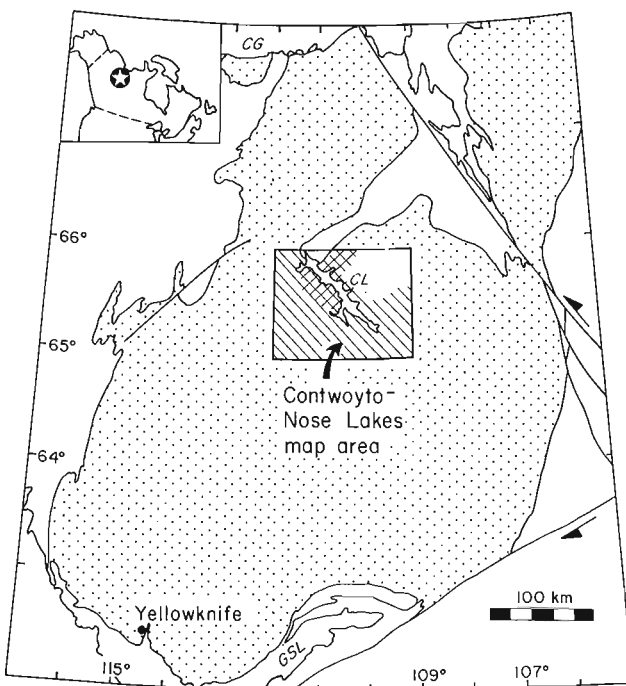 CG
66°
CL
65°
Contwoyto-
Nose Lakes
map area
64°
100 km
Yellowknife
GSL
115°
109°
107°